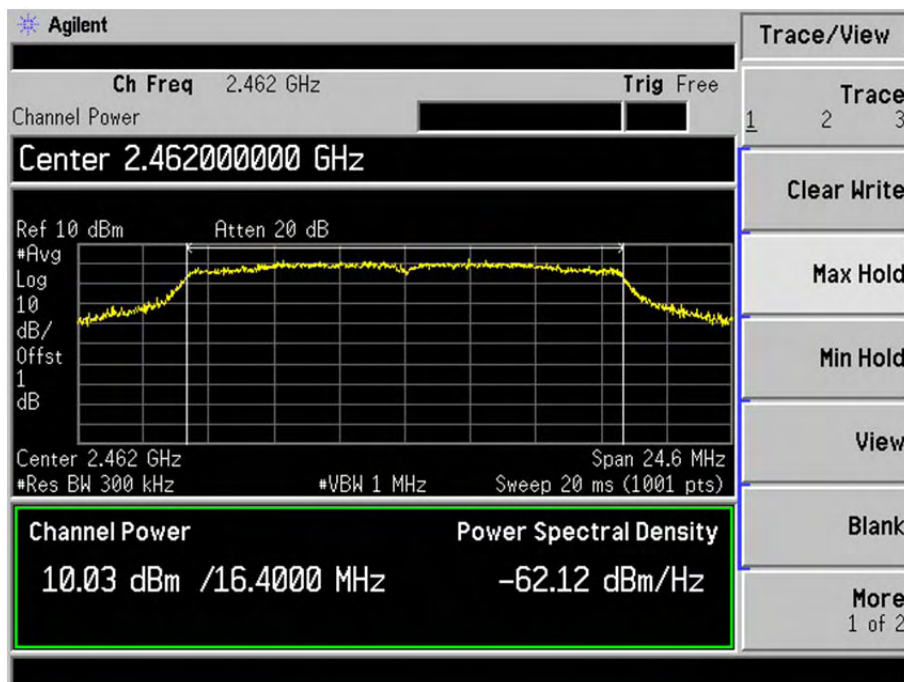 Agilent
Trace/View
Ch Freq 2.462 GHz
Trig Free
Channel Power
Trace
1 2 3
Center 2.462000000 GHz
Clear Write
Ref 10 dBm
Atten 20 dB
#Avg
Log
10
dB/
Offst
1
dB
Max Hold
Min Hold
View
Center 2.462 GHz
Span 24.6 MHz
#Res BW 300 kHz
#VBW 1 MHz
Sweep 20 ms (1001 pts)
Channel Power
Power Spectral Density
10.03 dBm /16.4000 MHz
-62.12 dBm/Hz
Blank
More
1 of 2